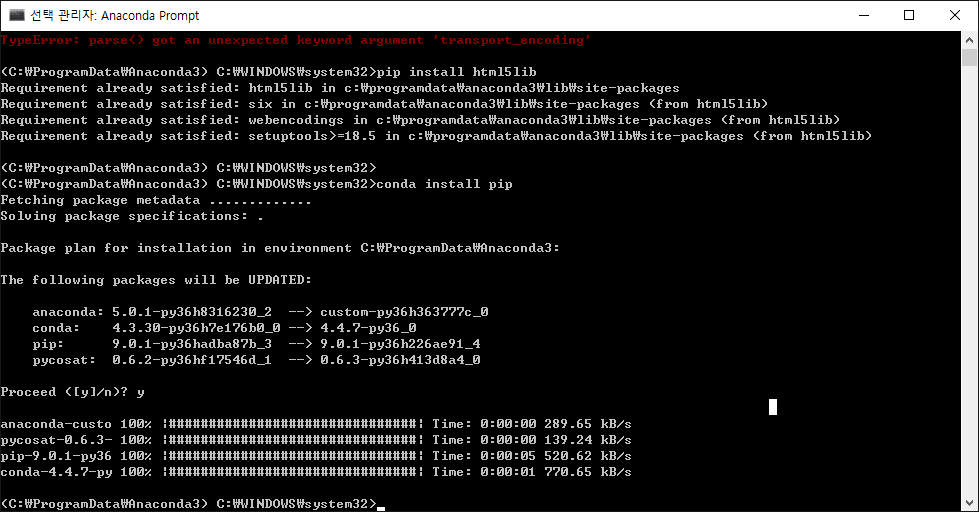 선택 관리자: Anaconda Prompt
TypeError: parse() got an unexpected keyword argument 'transport_encoding'
(C:₩ProgramData₩Anaconda3) C:₩WINDOWS₩system32>pip install html5lib
Requirement already satisfied: html5lib in c:₩programdata₩anaconda3₩lib₩site-packages
Requirement already satisfied: six in c:₩programdata₩anaconda3₩lib₩site-packages (from html5lib)
Requirement already satisfied: webencodings in c:₩programdata₩anaconda3₩lib₩site-packages (from html5lib)
Requirement already satisfied: setuptools>=18.5 in c:₩programdata₩anaconda3₩lib₩site-packages (from html5lib)
(C:₩ProgramData₩Anaconda3) C:₩WINDOWS₩system32>
(C:₩ProgramData₩Anaconda3) C:₩WINDOWS₩system32>conda install pip
Fetching package metadata .............
Solving package specifications: .
Package plan for installation in environment C:₩ProgramData₩Anaconda3:
The following packages will be UPDATED:
anaconda: 5.0.1-py36h8316230_2 --> custom-py36h363777c_0
conda: 4.3.30-py36h7e176b0_0 --> 4.4.7-py36_0
pip: 9.0.1-py36hadba87b_3 --> 9.0.1-py36h226ae91_4
pycosat: 0.6.2-py36hf17546d_1 --> 0.6.3-py36h413d8a4_0
Proceed ([y]/n)? y
anaconda-custo 100% |###############################| Time: 0:00:00 289.65 kB/s
pycosat-0.6.3- 100% |###############################| Time: 0:00:00 139.24 kB/s
pip-9.0.1-py36 100% |###############################| Time: 0:00:05 520.62 kB/s
conda-4.4.7-py 100% |###############################| Time: 0:00:01 770.65 kB/s
(C:₩ProgramData₩Anaconda3) C:₩WINDOWS₩system32>